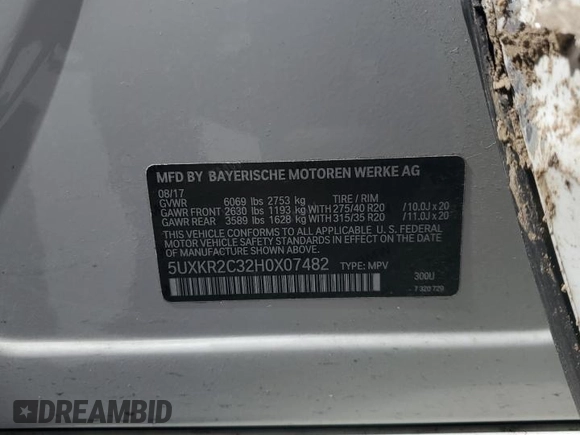 MFD BY BAYERISCHE MOTOREN WERKE AG
08/17
GVWR 6069 lbs 2753 kg TIRE / RIM
GAWR FRONT 2630 lbs 1193 kg WITH 275/40 R20 /10.0J x 20
GAWR REAR 3589 lbs 1628 kg WITH 315/35 R20 /11.0J x 20
THIS VEHICLE CONFORMS TO ALL APPLICABLE U. S. FEDERAL
MOTOR VEHICLE SAFETY STANDARDS IN EFFECT ON THE DATE
OF MANUFACTURE SHOWN ABOVE.
5UXKR2C32H0X07482 TYPE: MPV
300U
7 320 729
DREAMBID